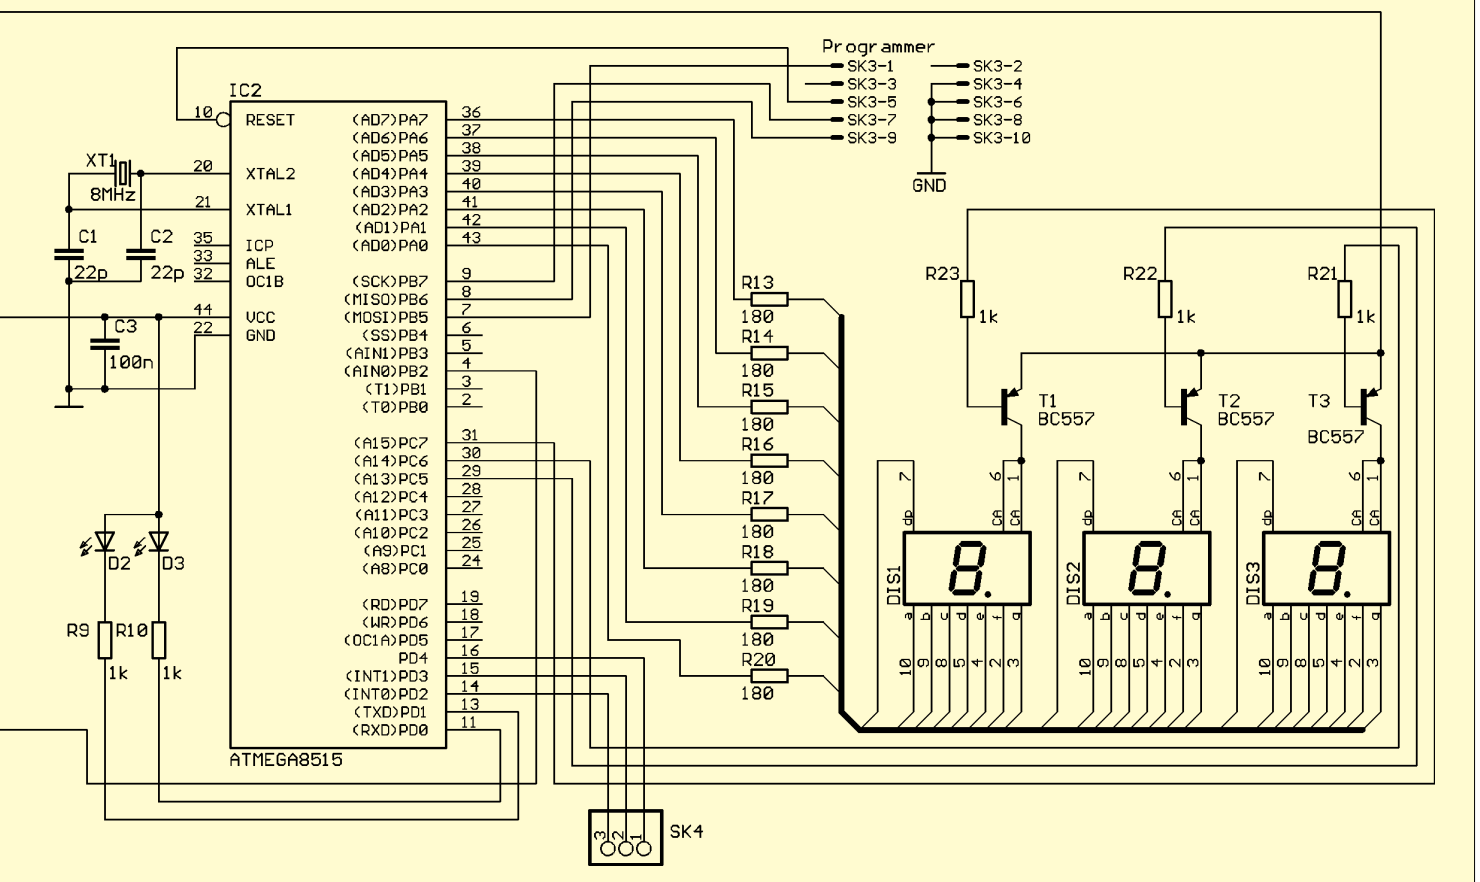 Programmer
SK3-1 SK3-2
SK3-3 SK3-4
SK3-5 SK3-6
SK3-7 SK3-8
SK3-9 SK3-10
GND
IC2
10 RESET (AD7)PA7 36
(AD6)PA6 37
(AD5)PA5 38
XT1 20 XTAL2 (AD4)PA4 39
8MHz (AD3)PA3 40
21 XTAL1 (AD2)PA2 41
(AD1)PA1 42
C1 C2 35 ICP (AD0)PA0 43
33 ALE
22p 22p 32 OC1B (SCK)PB7 9
(MISO)PB6 8
44 VCC (MOSI)PB5 7
C3 22 GND (SS)PB4 6
(AIN1)PB3 5
100n (AIN0)PB2 4
(T1)PB1 3
(T0)PB0 2
(A15)PC7 31
(A14)PC6 30
(A13)PC5 29
(A12)PC4 28
(A11)PC3 27
(A10)PC2 26
(A9)PC1 25
(A8)PC0 24
(RD)PD7 19
(WR)PD6 18
(OC1A)PD5 17
PD4 16
(INT1)PD3 15
(INT0)PD2 14
(TXD)PD1 13
(RXD)PD0 11
ATMEGA8515
D2 D3
R9 R10
1k 1k
R13
180
R14
180
R15
180
R16
180
R17
180
R18
180
R19
180
R20
180
R23 R22 R21
1k 1k 1k
T1 T2 T3
BC557 BC557 BC557
7 6 1 7 6 1 7 6 1
dp CA CA dp CA CA dp CA CA
DIS1 8. DIS2 8. DIS3 8.
a b c d e f g a b c d e f g a b c d e f g
10 9 8 5 4 2 3 10 9 8 5 4 2 3 10 9 8 5 4 2 3
3 2 1 SK4